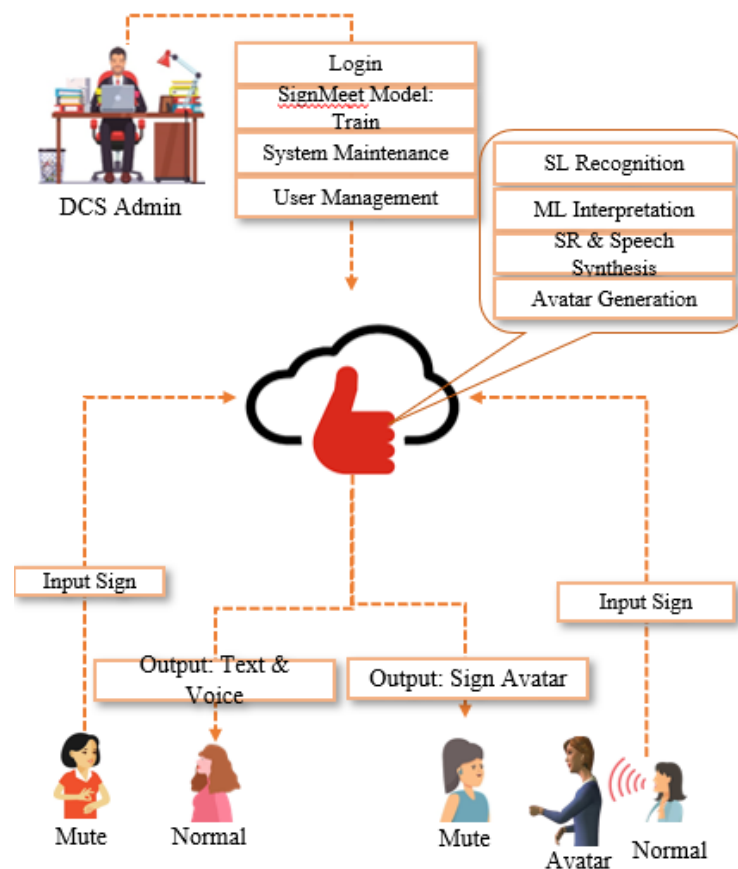 Login
SignMeet Model:
Train
System Maintenance
User Management
DCS Admin
SL Recognition
ML Interpretation
SR & Speech
Synthesis
Avatar Generation
Input Sign
Input Sign
Output: Text &
Voice
Output: Sign Avatar
Mute
Normal
Mute
Avatar
Normal